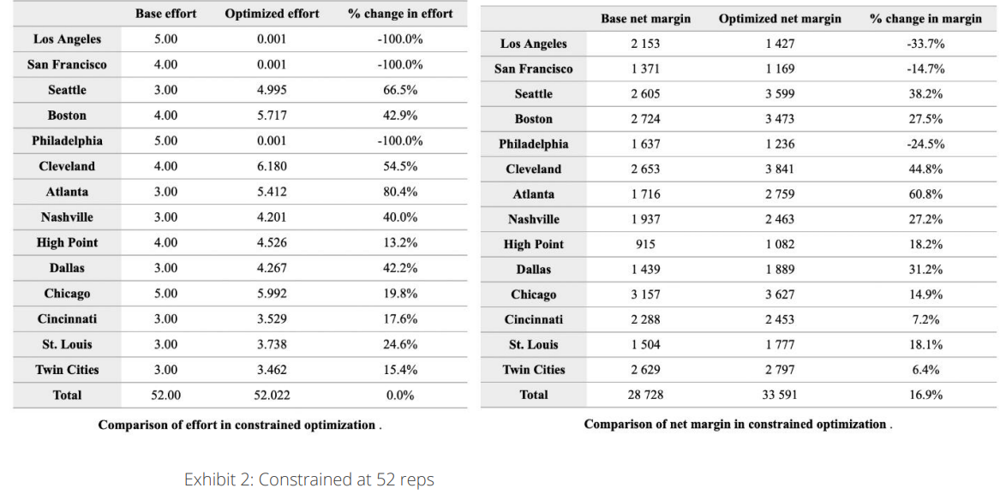 Base effort Optimized effort % change in effort
Los Angeles 5.00 0.001 -100.0%
San Francisco 4.00 0.001 -100.0%
Seattle 3.00 4.995 66.5%
Boston 4.00 5.717 42.9%
Philadelphia 5.00 0.001 -100.0%
Cleveland 4.00 6.180 54.5%
Atlanta 3.00 5.412 80.4%
Nashville 3.00 4.201 40.0%
High Point 4.00 4.526 13.2%
Dallas 3.00 4.267 42.2%
Chicago 5.00 5.992 19.8%
Cincinnati 3.00 3.529 17.6%
St. Louis 3.00 3.738 24.6%
Twin Cities 3.00 3.462 15.4%
Total 52.00 52.022 0.0%
Comparison of effort in constrained optimization .
Base net margin Optimized net margin % change in margin
Los Angeles 2 153 1 427 -33.7%
San Francisco 1 371 1 169 -14.7%
Seattle 2 605 3 599 38.2%
Boston 2 724 3 473 27.5%
Philadelphia 1 637 1 236 -24.5%
Cleveland 2 653 3 841 44.8%
Atlanta 1 716 2 759 60.8%
Nashville 1 937 2 463 27.2%
High Point 915 1 082 18.2%
Dallas 1 439 1 889 31.2%
Chicago 3 157 3 627 14.9%
Cincinnati 2 288 2 453 7.2%
St. Louis 1 504 1 777 18.1%
Twin Cities 2 629 2 797 6.4%
Total 28 728 33 591 16.9%
Comparison of net margin in constrained optimization .
Exhibit 2: Constrained at 52 reps